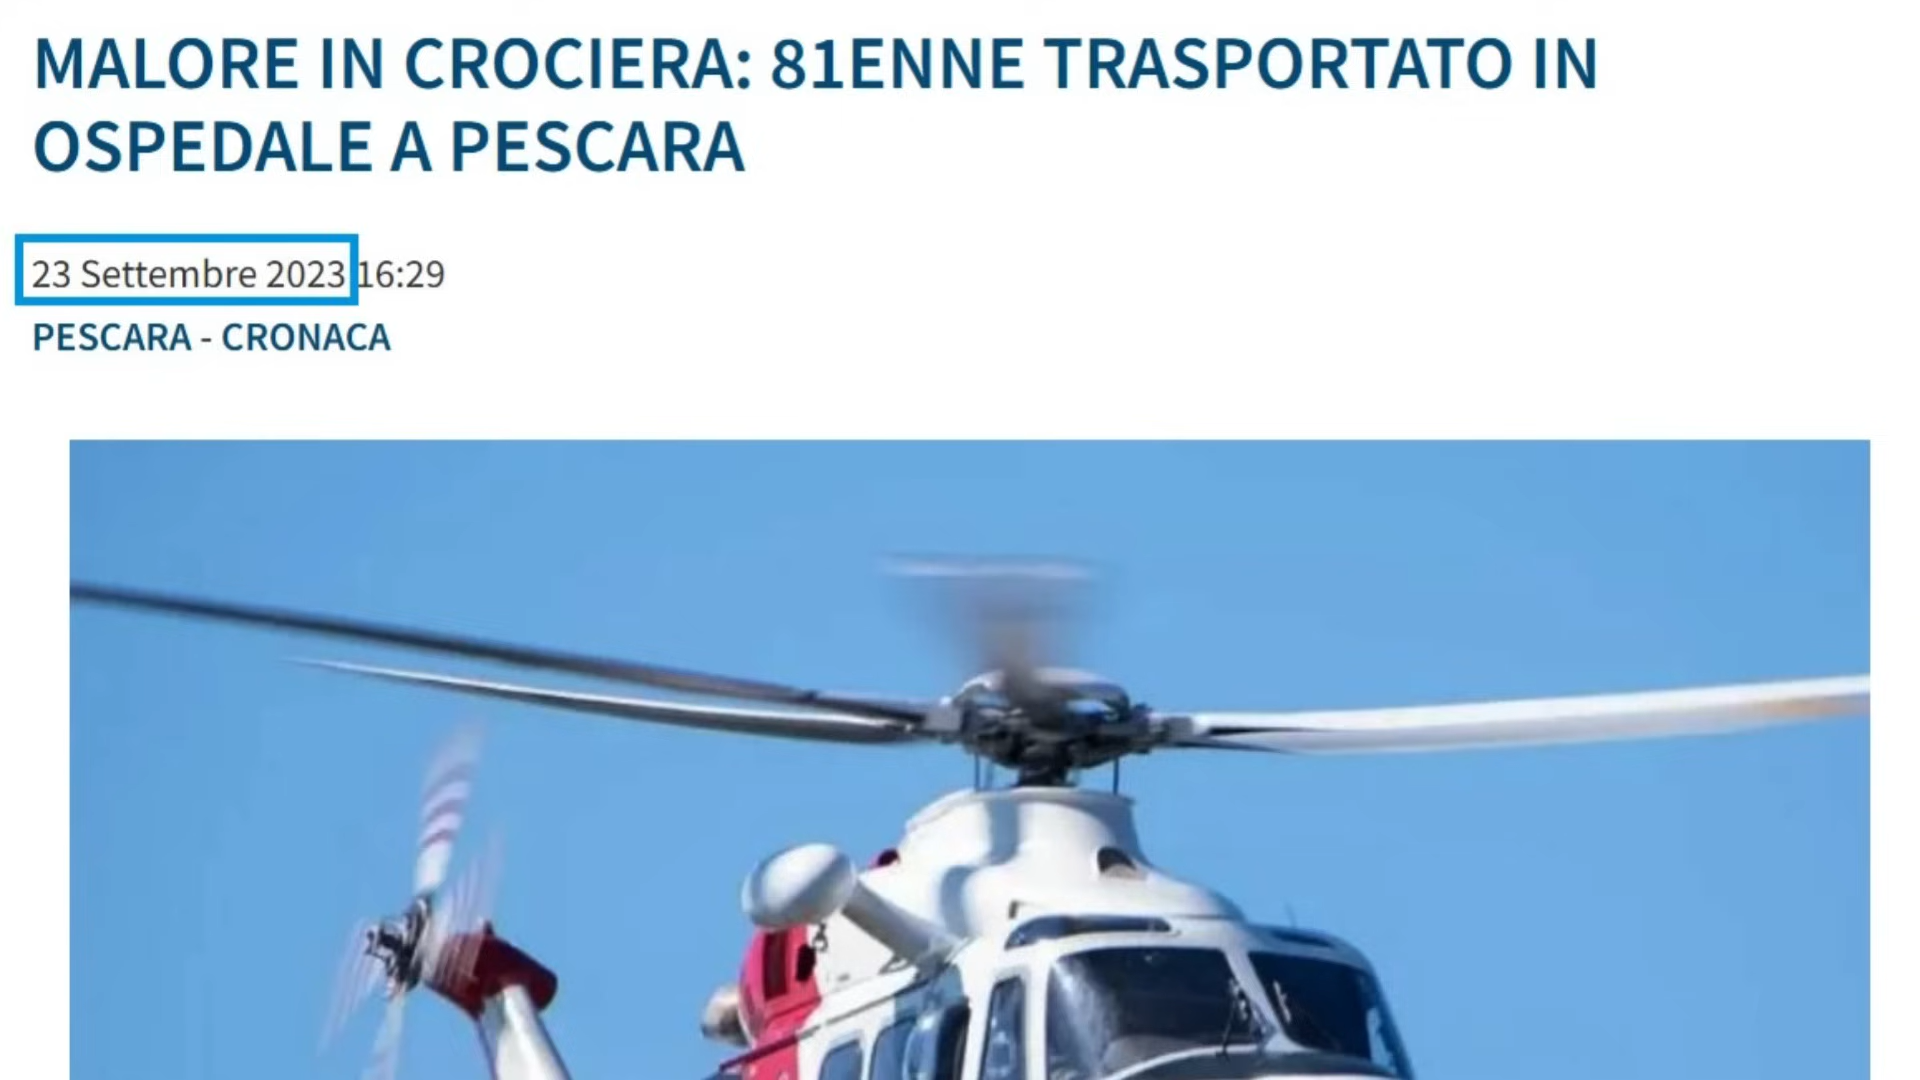 MALORE IN CROCIERA: 81ENNE TRASPORTATO IN
OSPEDALE A PESCARA
23 Settembre 2023 16:29
PESCARA - CRONACA